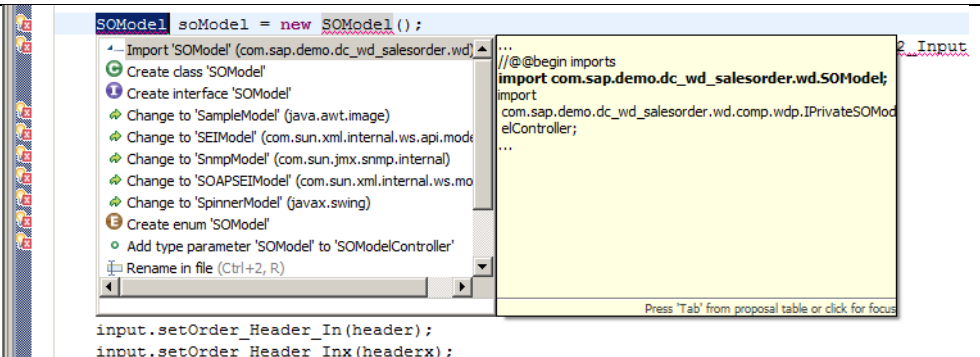 SOModel soModel = new SOModel();
2_Input
Import 'SOModel' (com.sap.demo.dc_wd_salesorder.wd)
Create class 'SOModel'
Create interface 'SOModel'
Change to 'SampleModel' (java.awt.image)
Change to 'SEIModel' (com.sun.xml.internal.ws.api.mode
Change to 'SnmpModel' (com.sun.jmx.snmp.internal)
Change to 'SOAPSEIModel' (com.sun.xml.internal.ws.mo
Change to 'SpinnerModel' (javax.swing)
Create enum 'SOModel'
Add type parameter 'SOModel' to 'SOModelController'
Rename in file (Ctrl+2, R)
...
//@@begin imports
import com.sap.demo.dc_wd_salesorder.wd.SOModel;
import
com.sap.demo.dc_wd_salesorder.wd.comp.wdp.IPrivateSOMod
elController;
...
Press 'Tab' from proposal table or click for focus
input.setOrder_Header_In(header);
input.setOrder_Header_Inx(headerx);